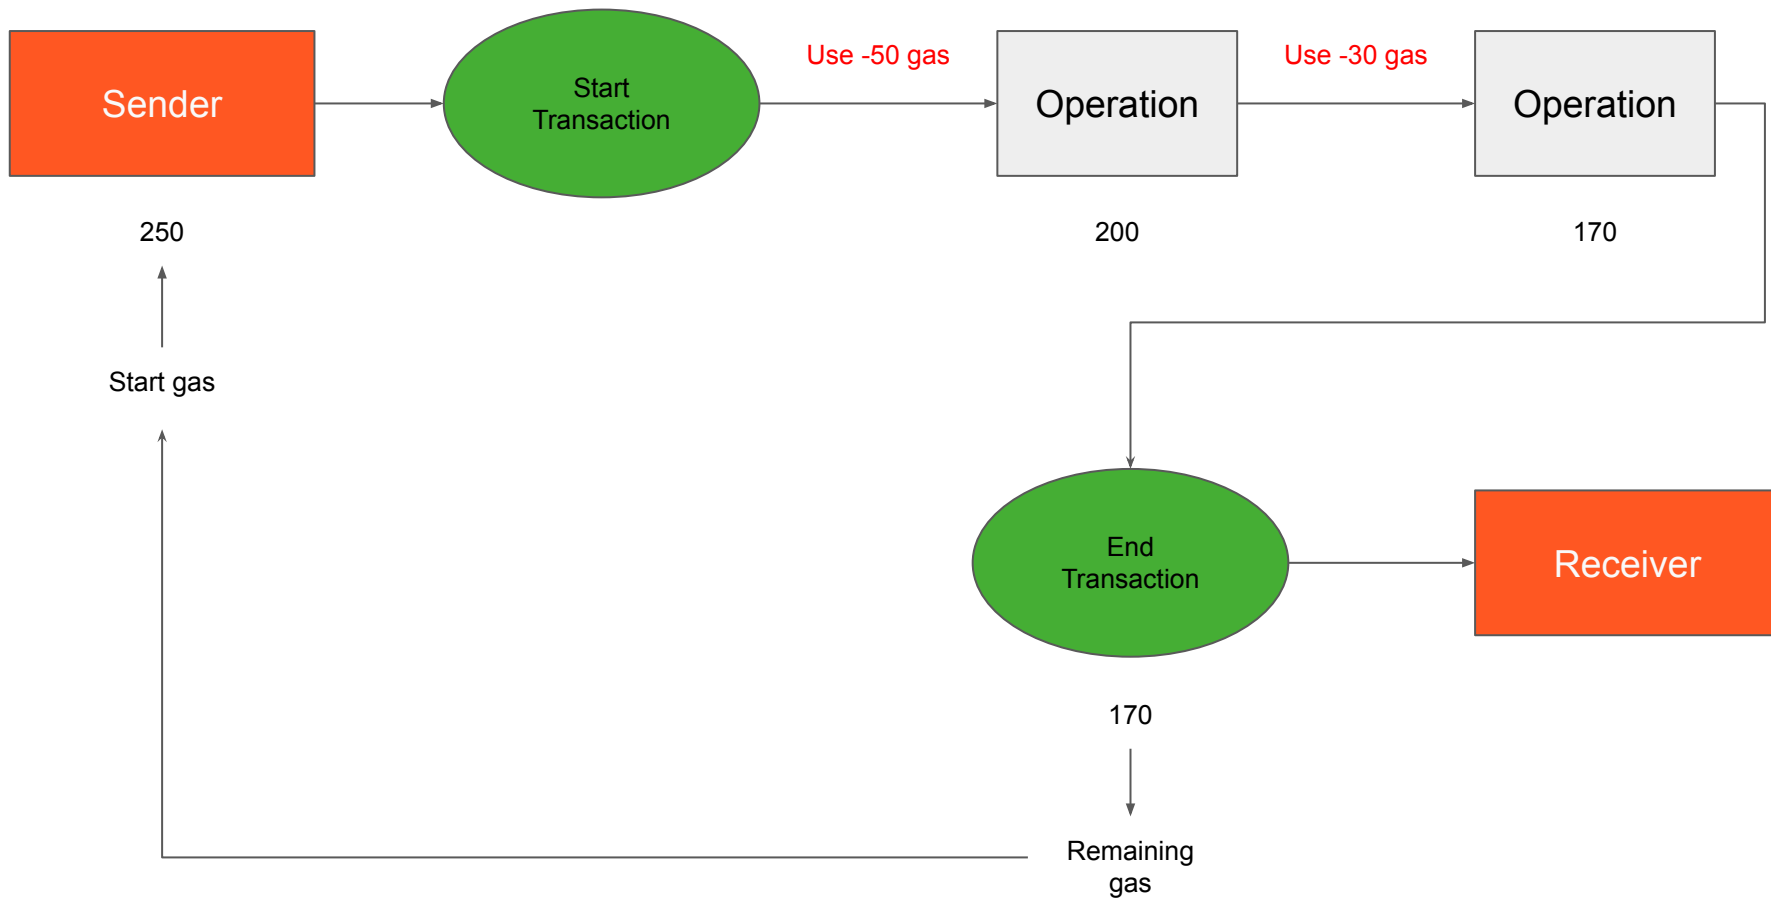 Sender
Start
Transaction
Use -50 gas
Operation
Use -30 gas
Operation
250
200
170
Start gas
End
Transaction
Receiver
170
Remaining
gas